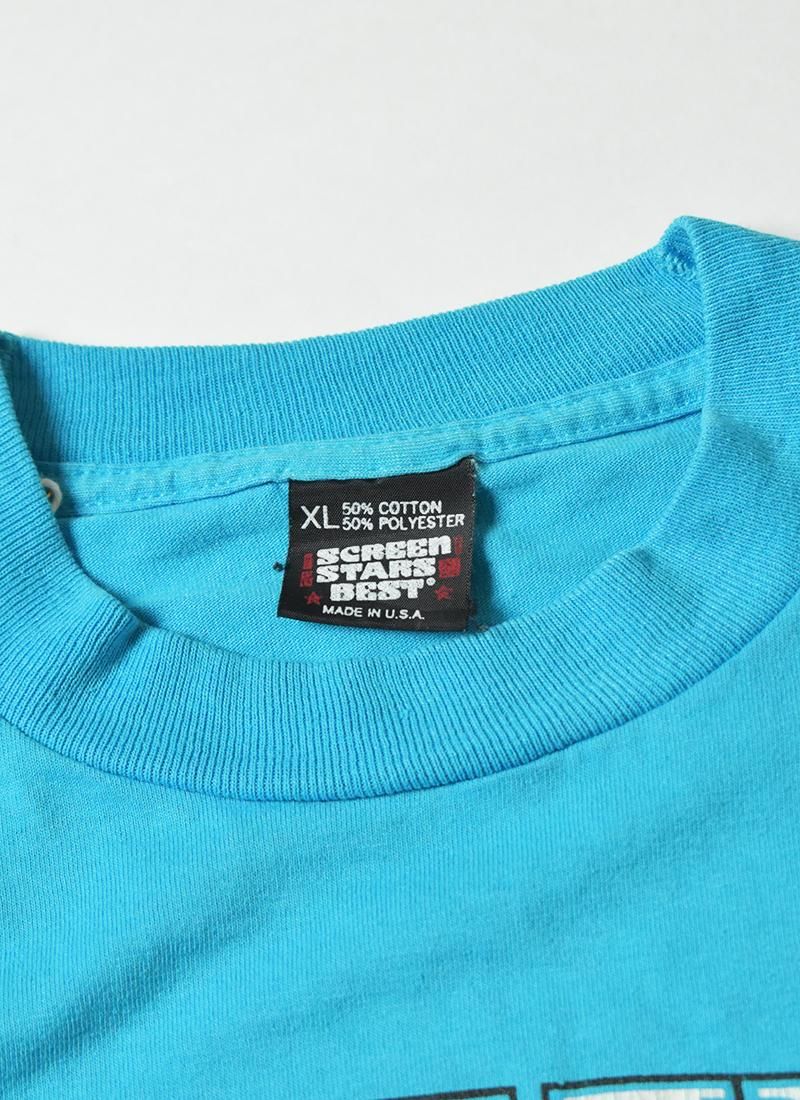 XL 50% COTTON
50% POLYESTER
SCREEN
STARS
BEST®
MADE IN U.S.A.